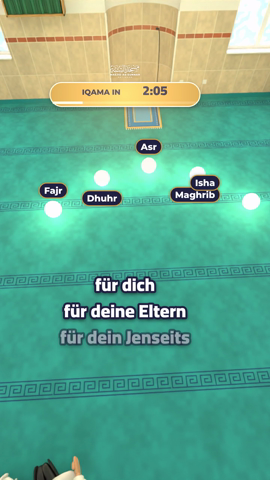 IQAMA IN 2:05
Asr
Isha
Fajr
Dhuhr
Maghrib
für dich
für deine Eltern
für dein Jenseits